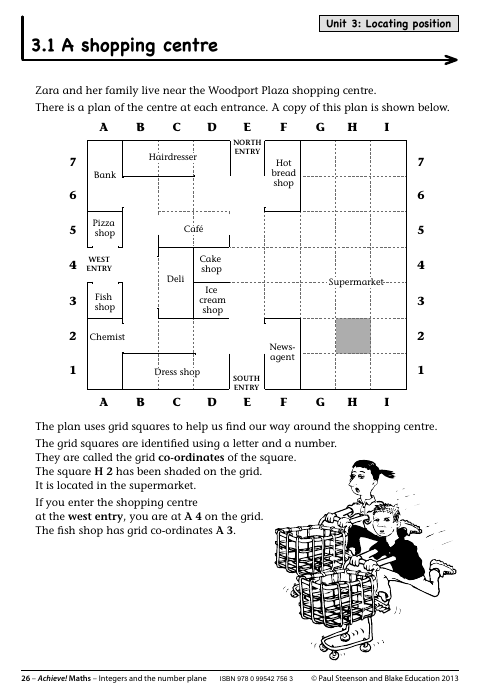 Unit 3: Locating position
3.1 A shopping centre
Zara and her family live near the Woodport Plaza shopping centre.
There is a plan of the centre at each entrance. A copy of this plan is shown below.
A B C D E F G H I
NORTH
ENTRY
7 Hairdresser 7
Hot
bread
shop
Bank
6 6
Pizza
shop
5 Café 5
4 WEST
ENTRY
Cake
shop
4
Deli
Supermarket
3 Fish
shop
Ice
cream
shop
3
2 Chemist 2
News-
agent
1 Dress shop 1
SOUTH
ENTRY
A B C D E F G H I
The plan uses grid squares to help us find our way around the shopping centre.
The grid squares are identified using a letter and a number.
They are called the grid co-ordinates of the square.
The square H 2 has been shaded on the grid.
It is located in the supermarket.
If you enter the shopping centre
at the west entry, you are at A 4 on the grid.
The fish shop has grid co-ordinates A 3.
26 – Achieve! Maths – Integers and the number plane ISBN 978 0 99542 756 3 © Paul Steenson and Blake Education 2013